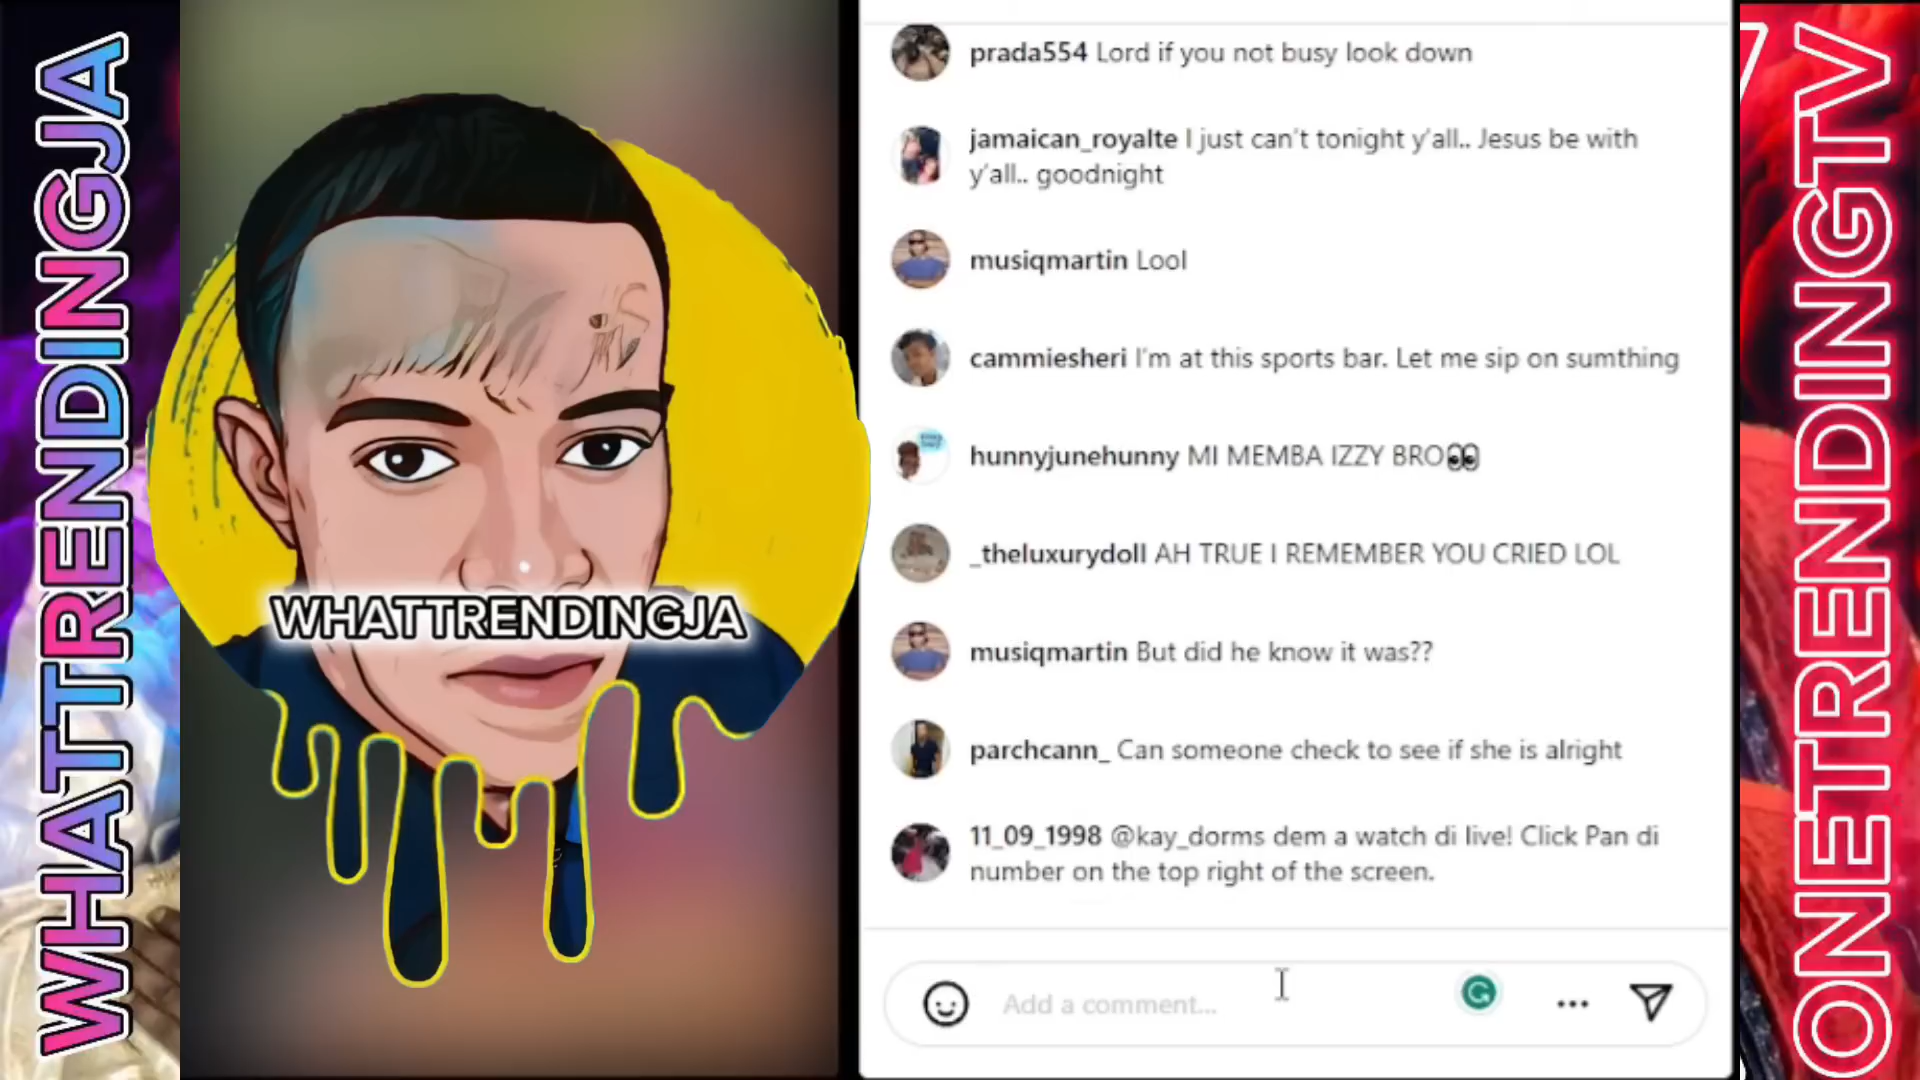 WHATTRENDINGJA
WHATTRENDINGJA
prada554 Lord if you not busy look down
jamaican_royalte I just can't tonight y'all.. Jesus be with
y'all.. goodnight
musiqmartin Lool
cammiesheri I'm at this sports bar. Let me sip on sumthing
hunnyjunehunny MI MEMBA IZZY BRO👀
_theluxurydoll AH TRUE I REMEMBER YOU CRIED LOL
musiqmartin But did he know it was??
parchcann_ Can someone check to see if she is alright
11_09_1998 @kay_dorms dem a watch di live! Click Pan di
number on the top right of the screen.
Add a comment...
ONETRENDINGTV